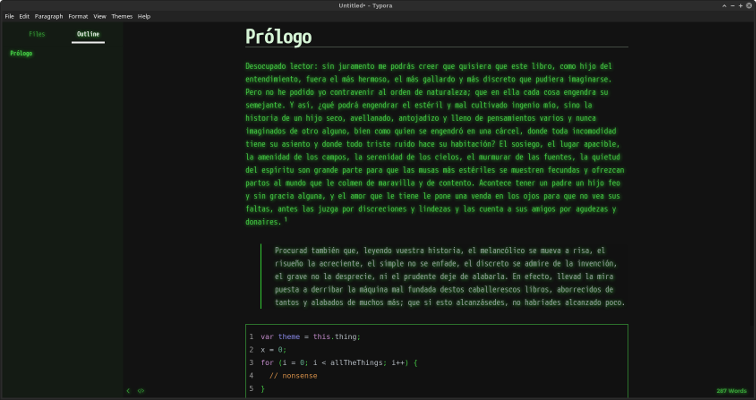 Untitled• - Typora
File Edit Paragraph Format View Themes Help
Files Outline
Prólogo
Prólogo
Desocupado lector: sin juramento me podrás creer que quisiera que este libro, como hijo del
entendimiento, fuera el más hermoso, el más gallardo y más discreto que pudiera imaginarse.
Pero no he podido yo contravenir al orden de naturaleza; que en ella cada cosa engendra su
semejante. Y así, ¿qué podrá engendrar el estéril y mal cultivado ingenio mío, sino la
historia de un hijo seco, avellanado, antojadizo y lleno de pensamientos varios y nunca
imaginados de otro alguno, bien como quien se engendró en una cárcel, donde toda incomodidad
tiene su asiento y donde todo triste ruido hace su habitación? El sosiego, el lugar apacible,
la amenidad de los campos, la serenidad de los cielos, el murmurar de las fuentes, la quietud
del espíritu son grande parte para que las musas más estériles se muestren fecundas y ofrezcan
partos al mundo que le colmen de maravilla y de contento. Acontece tener un padre un hijo feo
y sin gracia alguna, y el amor que le tiene le pone una venda en los ojos para que no vea sus
faltas, antes las juzga por discreciones y lindezas y las cuenta a sus amigos por agudezas y
donaires. 1
Procurad también que, leyendo vuestra historia, el melancólico se mueva a risa, el
risueño la acreciente, el simple no se enfade, el discreto se admire de la invención,
el grave no la desprecie, ni el prudente deje de alabarla. En efecto, llevad la mira
puesta a derribar la máquina mal fundada destos caballerescos libros, aborrecidos de
tantos y alabados de muchos más; que si esto alcanzásedes, no habríades alcanzado poco.
1 var theme = this.thing;
2 x = 0;
3 for (i = 0; i < allTheThings; i++) {
4 // nonsense
5 }
< </> 287 Words